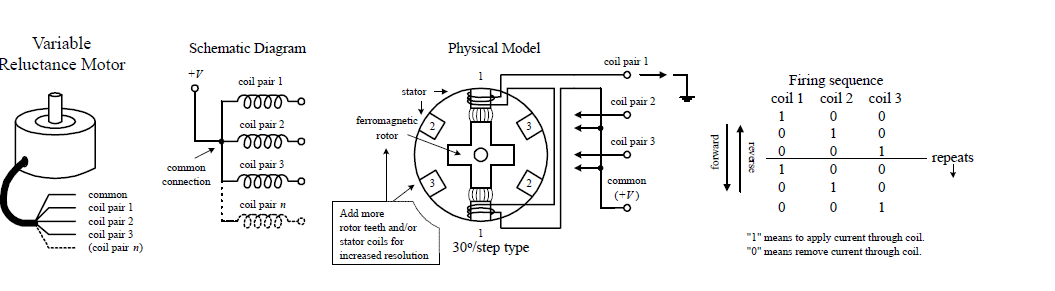 Variable
Reluctance Motor
common
coil pair 1
coil pair 2
coil pair 3
(coil pair n)
Schematic Diagram
+V
coil pair 1
coil pair 2
coil pair 3
coil pair n
common
connection
Physical Model
1
stator
ferromagnetic
rotor
2
3
3
2
1
30º/step type
Add more
rotor teeth and/or
stator coils for
increased resolution
coil pair 1
coil pair 2
coil pair 3
common
(+V)
Firing sequence
coil 1 coil 2 coil 3
1 0 0
0 1 0
0 0 1
1 0 0
0 1 0
0 0 1
forward
reverse
repeats
"1" means to apply current through coil.
"0" means remove current through coil.